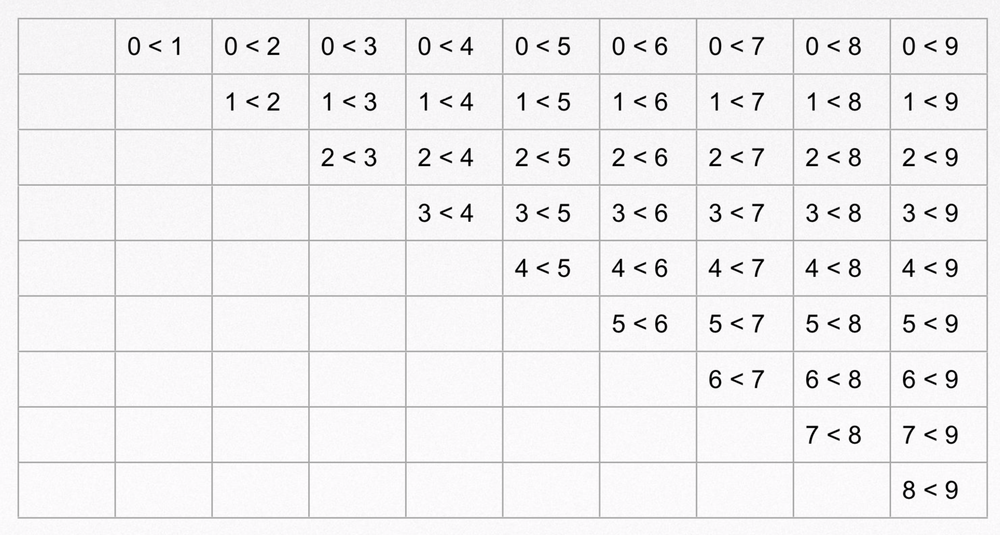 0 < 1 0 < 2 0 < 3 0 < 4 0 < 5 0 < 6 0 < 7 0 < 8 0 < 9
1 < 2 1 < 3 1 < 4 1 < 5 1 < 6 1 < 7 1 < 8 1 < 9
2 < 3 2 < 4 2 < 5 2 < 6 2 < 7 2 < 8 2 < 9
3 < 4 3 < 5 3 < 6 3 < 7 3 < 8 3 < 9
4 < 5 4 < 6 4 < 7 4 < 8 4 < 9
5 < 6 5 < 7 5 < 8 5 < 9
6 < 7 6 < 8 6 < 9
7 < 8 7 < 9
8 < 9